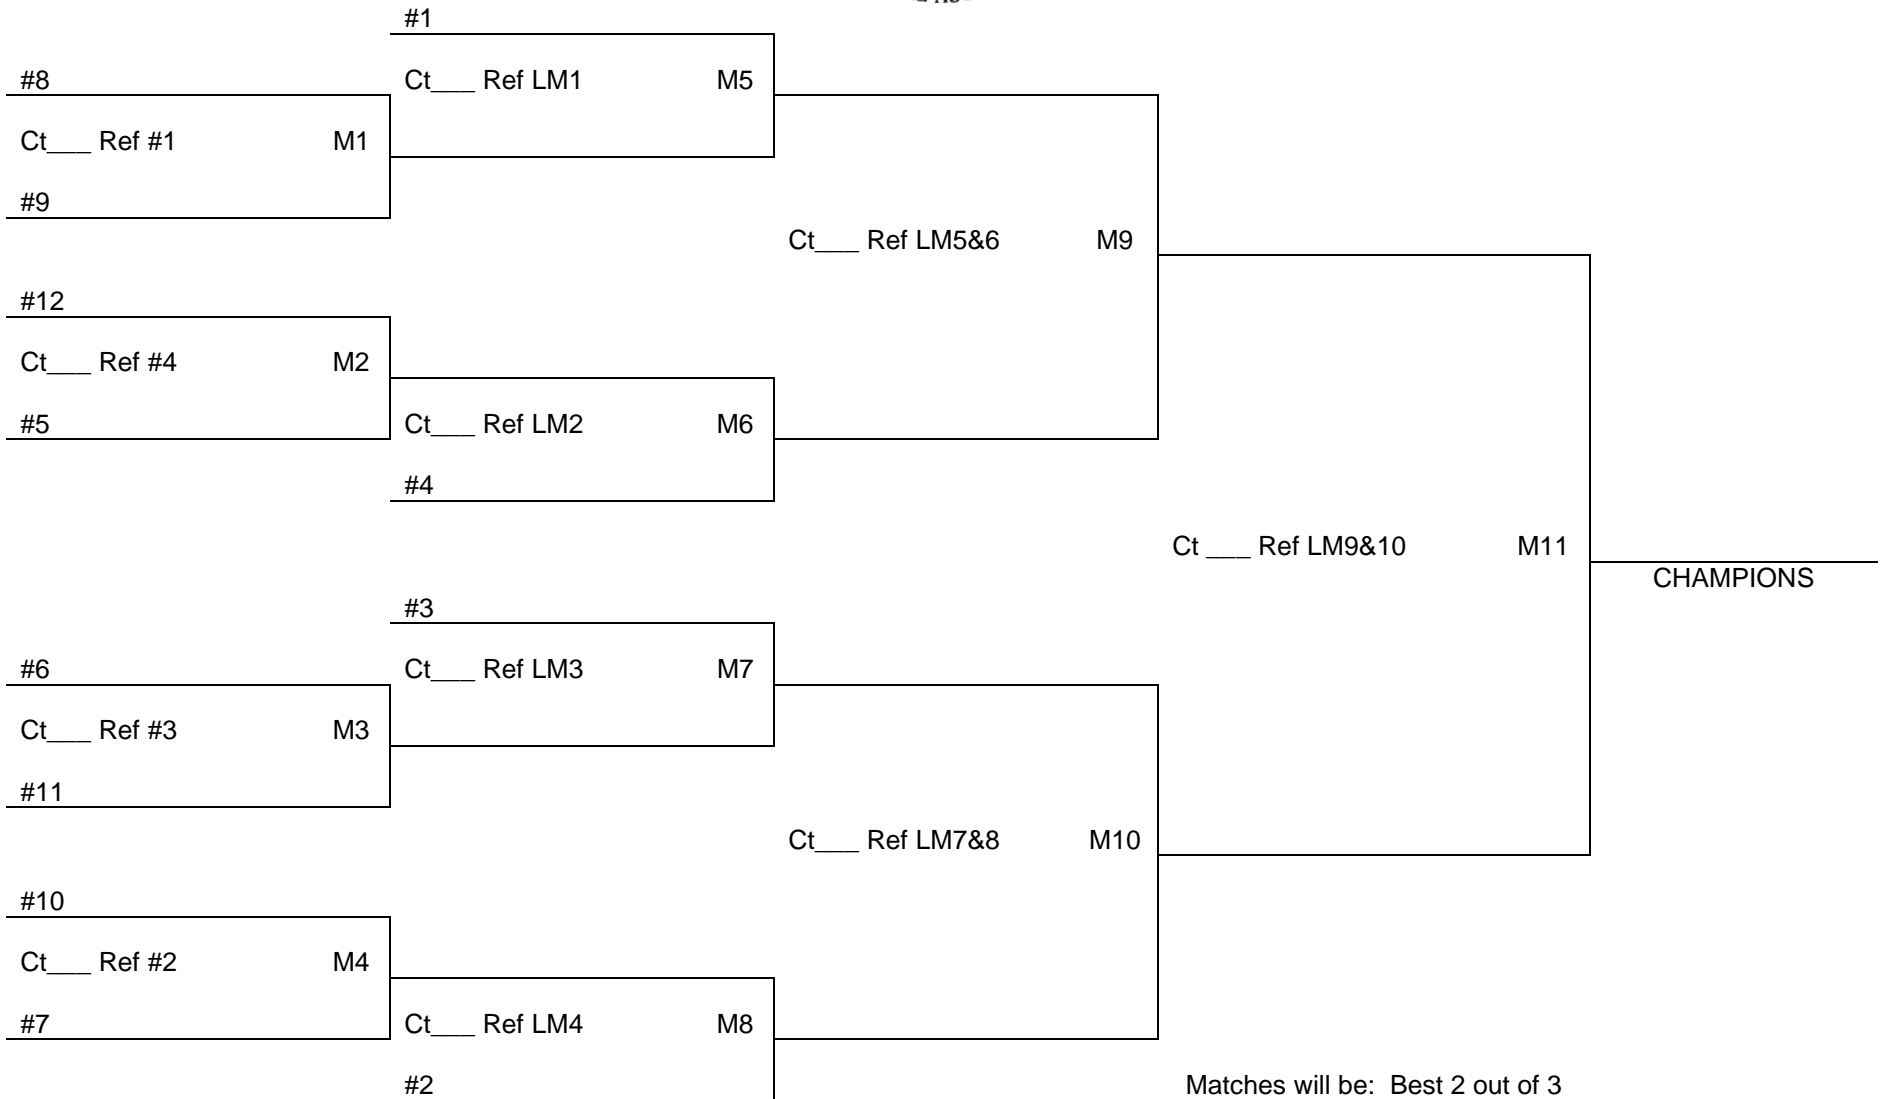 #1
#8
Ct___ Ref LM1 M5
Ct___ Ref #1 M1
#9
Ct___ Ref LM5&6 M9
#12
Ct___ Ref #4 M2
#5
Ct___ Ref LM2 M6
#4
Ct ___ Ref LM9&10 M11
CHAMPIONS
#3
#6
Ct___ Ref LM3 M7
Ct___ Ref #3 M3
#11
Ct___ Ref LM7&8 M10
#10
Ct___ Ref #2 M4
#7
Ct___ Ref LM4 M8
#2
Matches will be: Best 2 out of 3